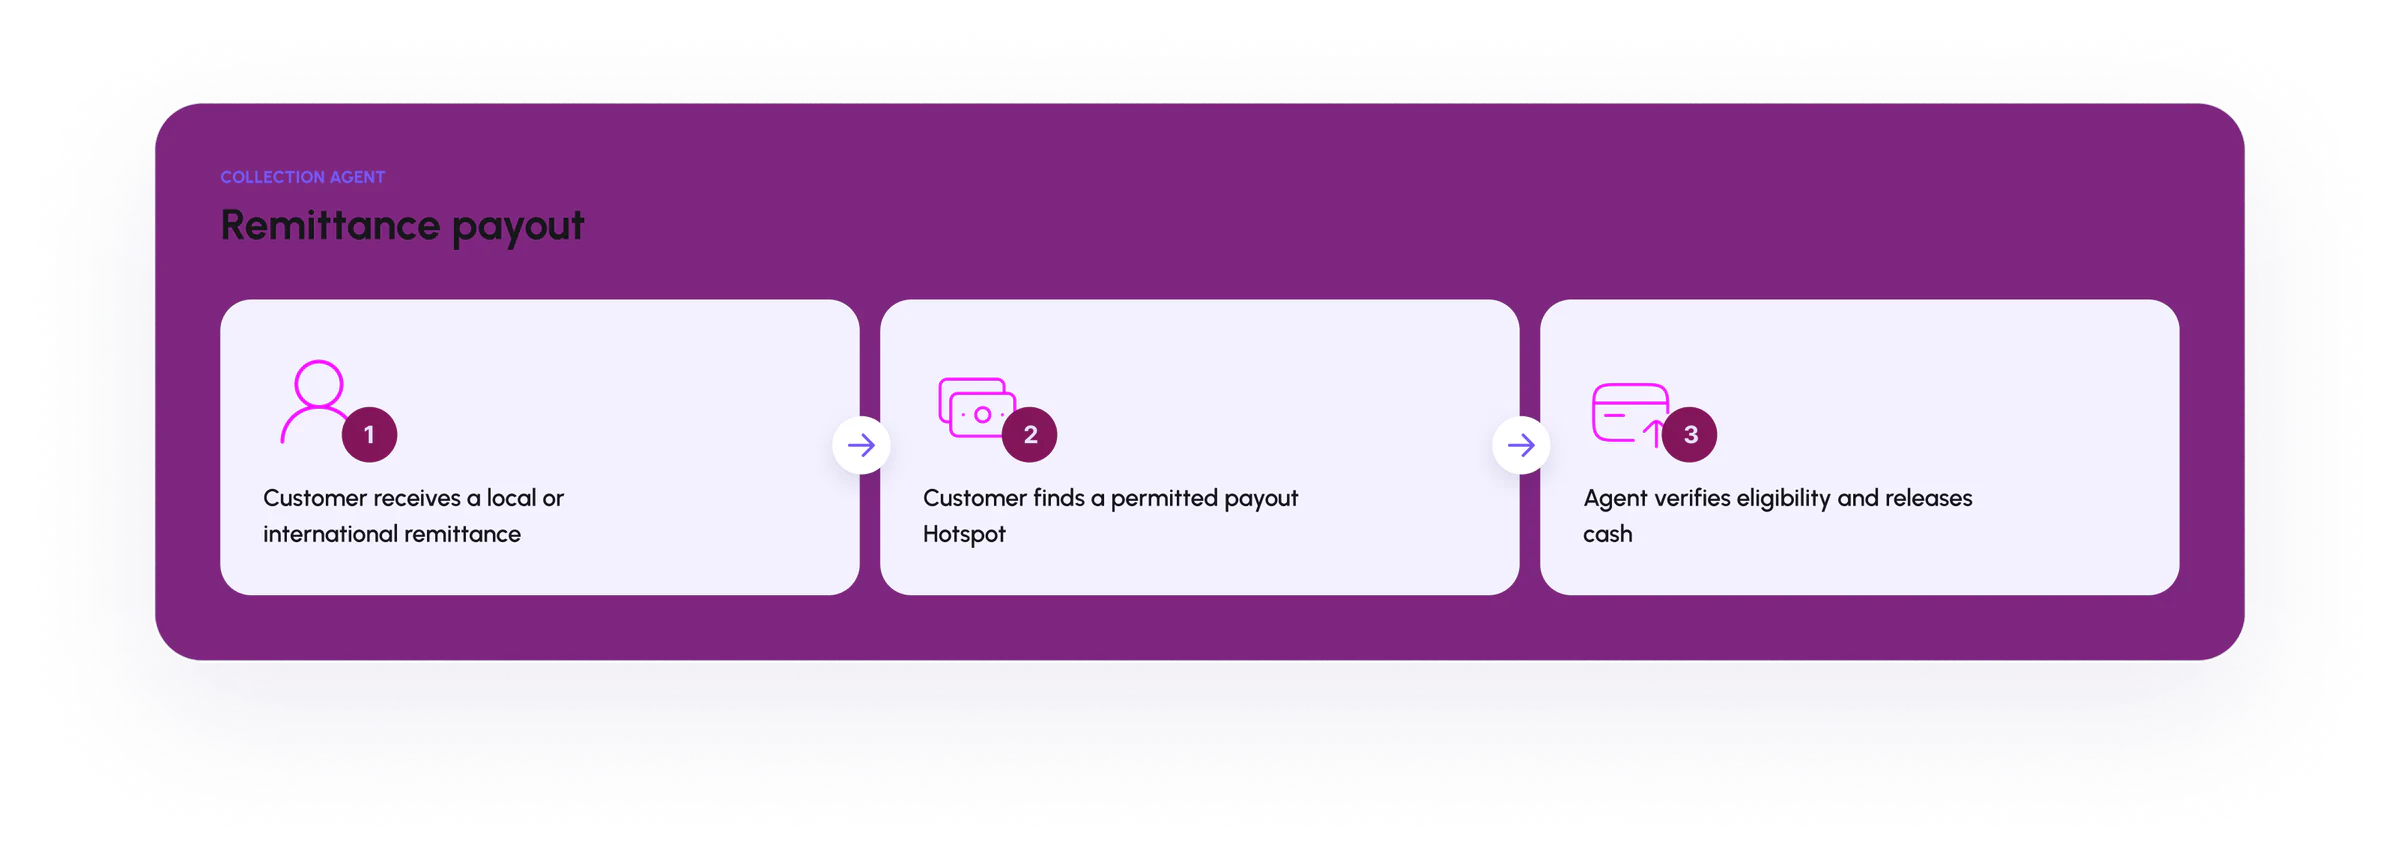 COLLECTION AGENT
Remittance payout
1
Customer receives a local or
international remittance
2
Customer finds a permitted payout
Hotspot
3
Agent verifies eligibility and releases
cash